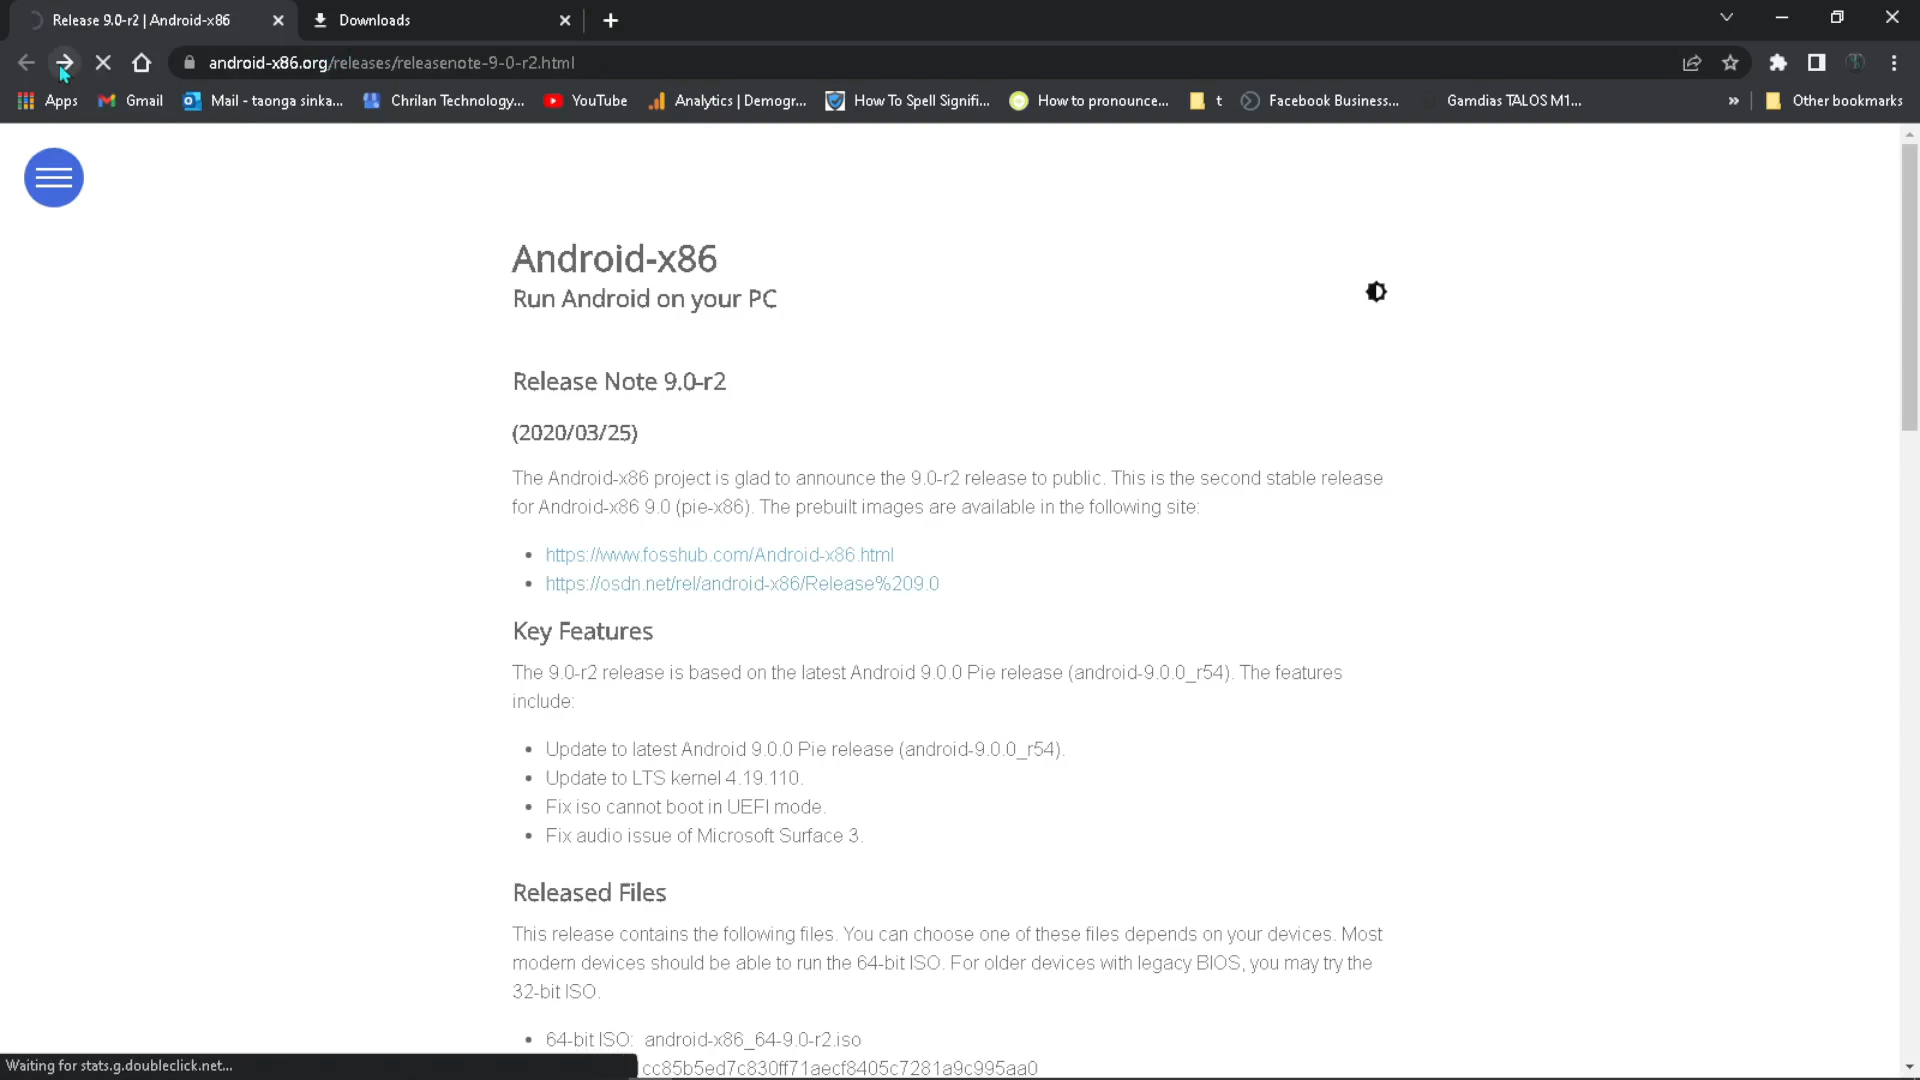 Release 9.0-r2 | Android-x86
Downloads
android-x86.org/releases/releasenote-9-0-r2.html
Apps
Gmail
Mail - taonga sinka...
Chrilan Technology...
YouTube
Analytics | Demogr...
How To Spell Signifi...
How to pronounce...
t
Facebook Business...
Gamdias TALOS M1...
»
Other bookmarks
Android-x86
Run Android on your PC
Release Note 9.0-r2
(2020/03/25)
The Android-x86 project is glad to announce the 9.0-r2 release to public. This is the second stable release
for Android-x86 9.0 (pie-x86). The prebuilt images are available in the following site:
• https://www.fosshub.com/Android-x86.html
• https://osdn.net/rel/android-x86/Release%209.0
Key Features
The 9.0-r2 release is based on the latest Android 9.0.0 Pie release (android-9.0.0_r54). The features
include:
• Update to latest Android 9.0.0 Pie release (android-9.0.0_r54).
• Update to LTS kernel 4.19.110.
• Fix iso cannot boot in UEFI mode.
• Fix audio issue of Microsoft Surface 3.
Released Files
This release contains the following files. You can choose one of these files depends on your devices. Most
modern devices should be able to run the 64-bit ISO. For older devices with legacy BIOS, you may try the
32-bit ISO.
• 64-bit ISO: android-x86_64-9.0-r2.iso
cc85b5ed7c830ff71aecf8405c7281a9c995aa0
Waiting for stats.g.doubleclick.net...